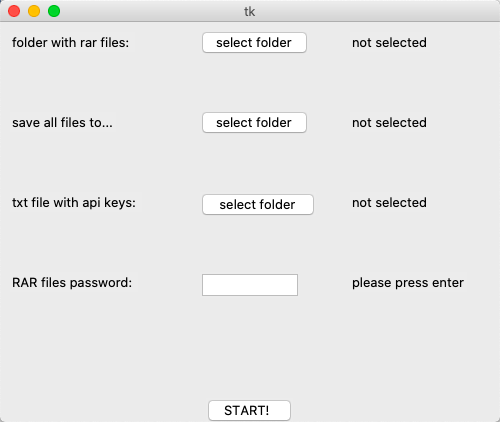 tk
folder with rar files: select folder not selected
save all files to... select folder not selected
txt file with api keys: select folder not selected
RAR files password: please press enter
START!